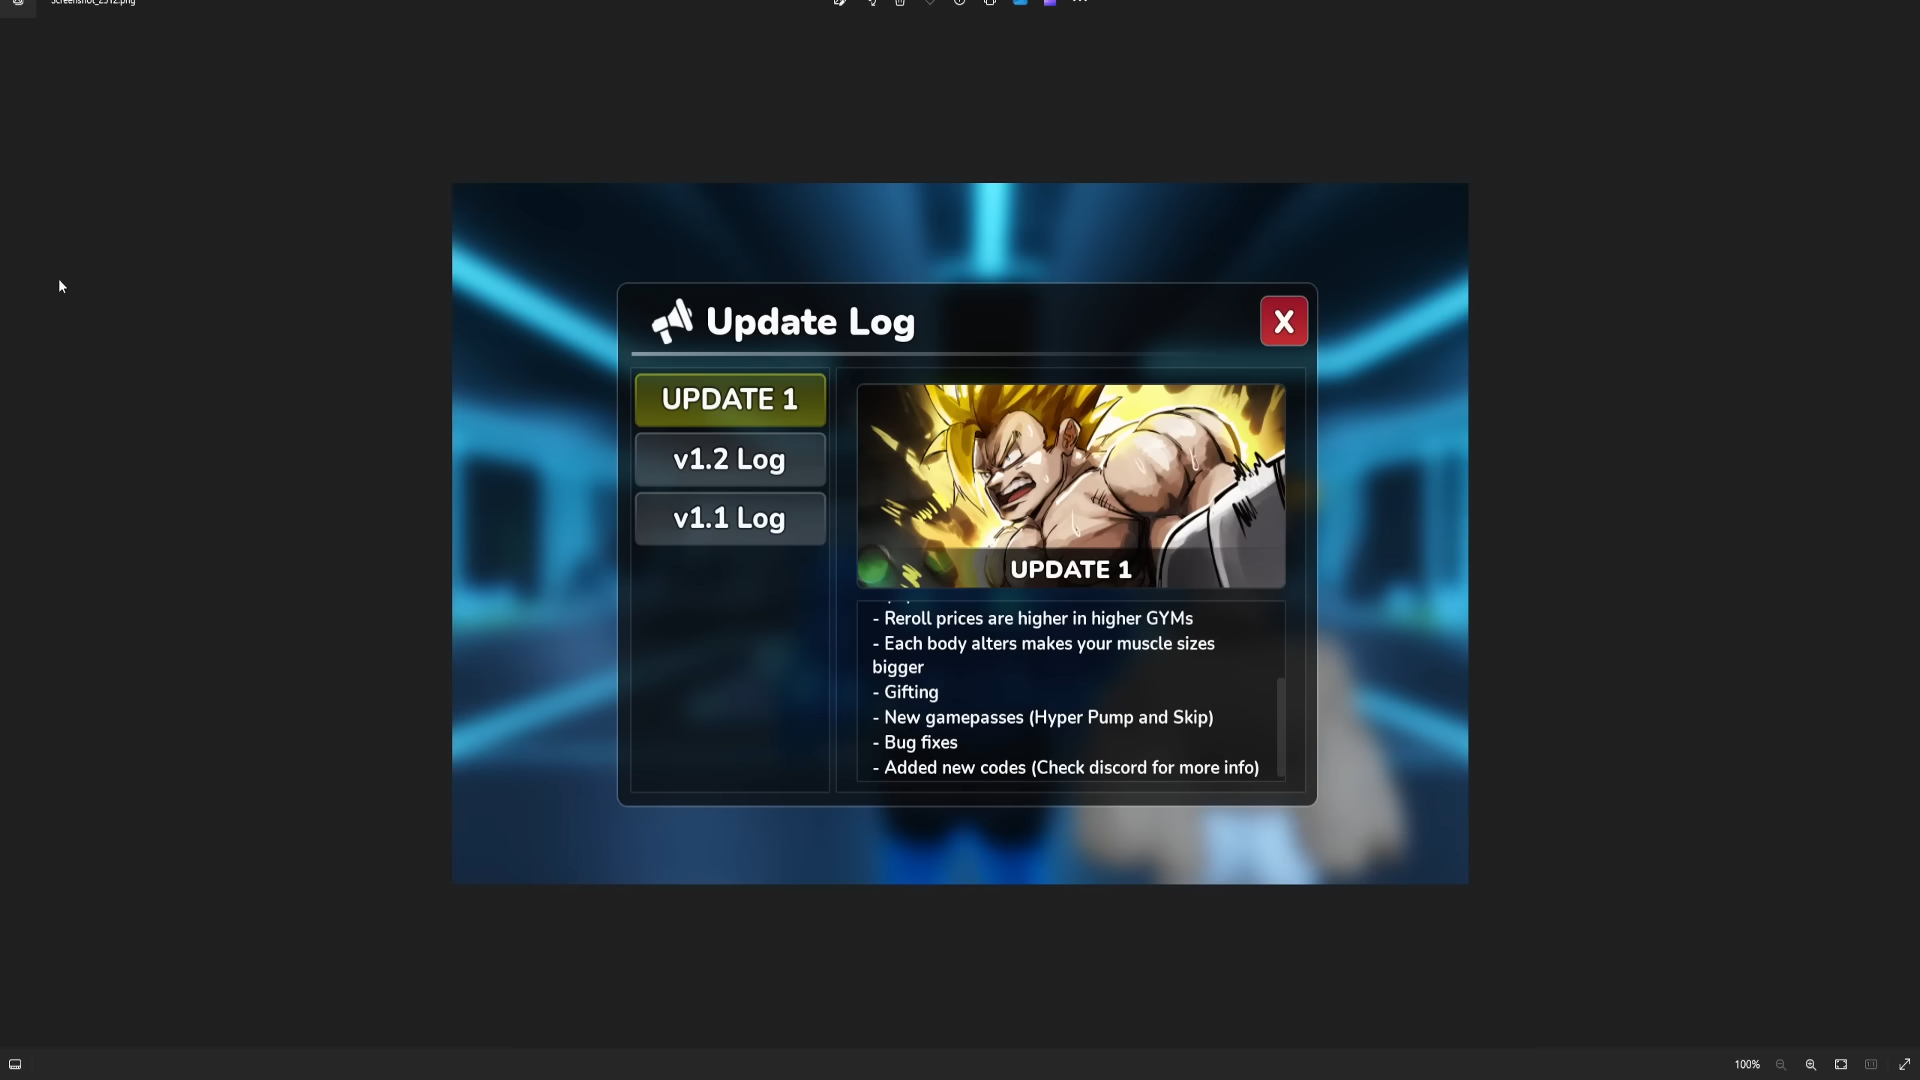 Screenshot_2512.png
Update Log
X
UPDATE 1
v1.2 Log
v1.1 Log
UPDATE 1
- Reroll prices are higher in higher GYMs
- Each body alters makes your muscle sizes
bigger
- Gifting
- New gamepasses (Hyper Pump and Skip)
- Bug fixes
- Added new codes (Check discord for more info)
100%